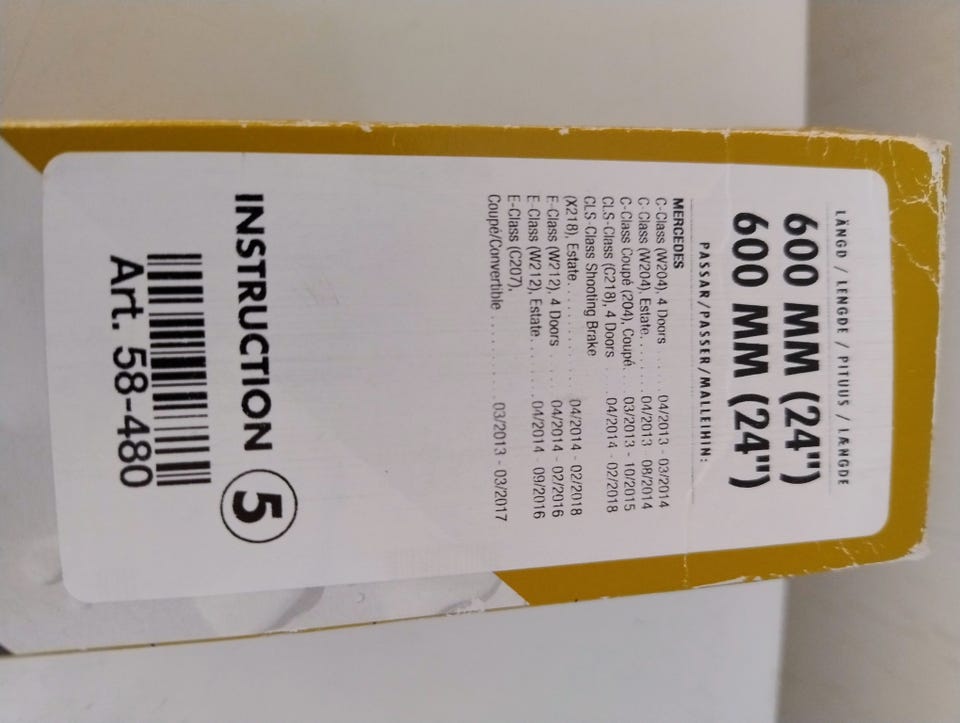 LÄNGD / LENGDE / PITUUS / LÆNGDE
600 MM (24")
600 MM (24")
PASSAR/PASSER/MALLEIHIN:
MERCEDES
C-Class (W204), 4 Doors ..... 04/2013 - 03/2014
C-Class (W204), Estate...... 04/2013 - 08/2014
C-Class Coupé (204), Coupé... 03/2013 - 10/2015
CLS-Class (C218), 4 Doors ... 04/2014 - 02/2018
CLS-Class Shooting Brake
(X218), Estate............. 04/2014 - 02/2018
E-Class (W212), 4 Doors ..... 04/2014 - 02/2016
E-Class (W212), Estate...... 04/2014 - 09/2016
E-Class (C207),
Coupé/Convertible .......... 03/2013 - 03/2017
INSTRUCTION 5
Art. 58-480